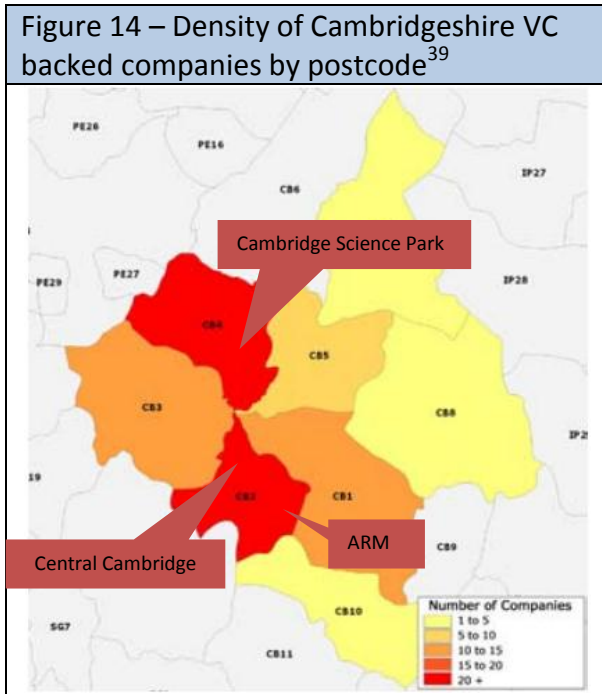 Figure 14 – Density of Cambridgeshire VC
backed companies by postcode39
PE26
PE16
CB6
IP27
Cambridge Science Park
PE29
PE27
IP28
CB5
CB3
CB8
19
CB1
ARM
Central Cambridge
CB9
CB10
SG7
CB11
Number of Companies
1 to 5
5 to 10
10 to 15
15 to 20
20 +